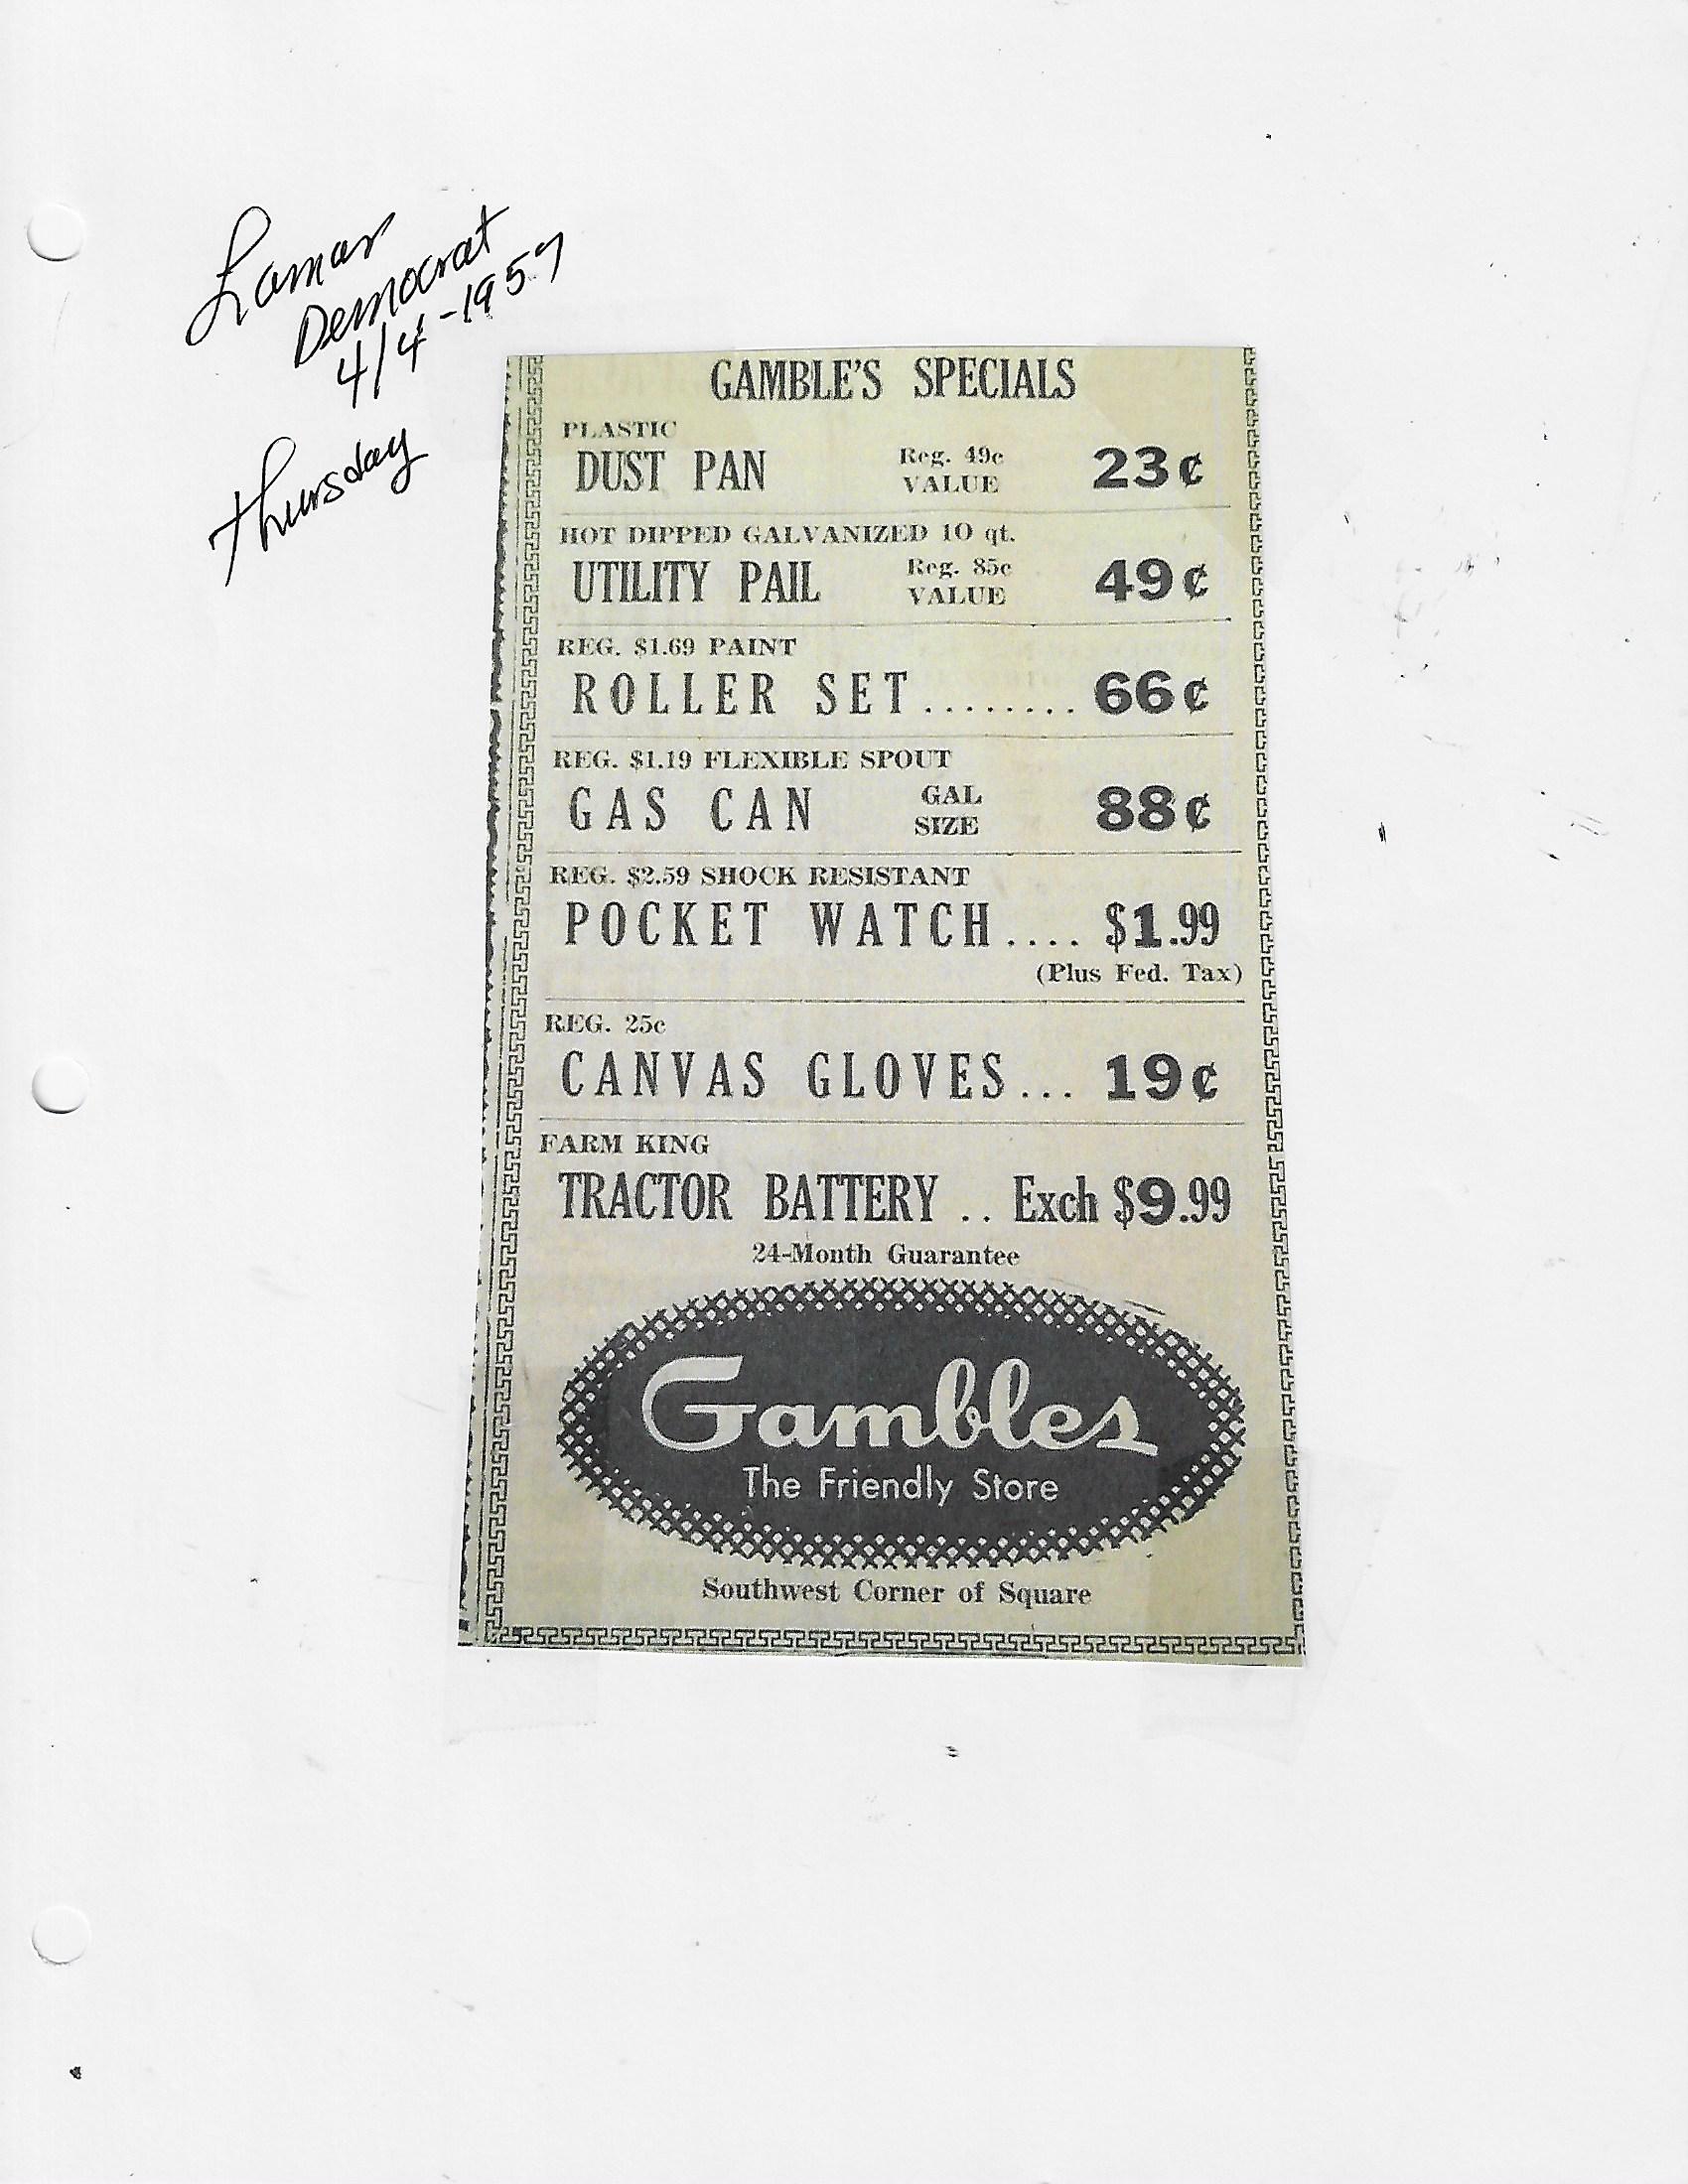 Lamar
Democrat
4/4-1957
Thursday
GAMBLE'S SPECIALS
PLASTIC
DUST PAN Reg. 49c VALUE 23¢
HOT DIPPED GALVANIZED 10 qt.
UTILITY PAIL Reg. 85c VALUE 49¢
REG. $1.69 PAINT
ROLLER SET........ 66¢
REG. $1.19 FLEXIBLE SPOUT
GAS CAN GAL SIZE 88¢
REG. $2.59 SHOCK RESISTANT
POCKET WATCH.... $1.99
(Plus Fed. Tax)
REG. 25c
CANVAS GLOVES... 19¢
FARM KING
TRACTOR BATTERY .. Exch $9.99
24-Month Guarantee
Gambles
The Friendly Store
Southwest Corner of Square